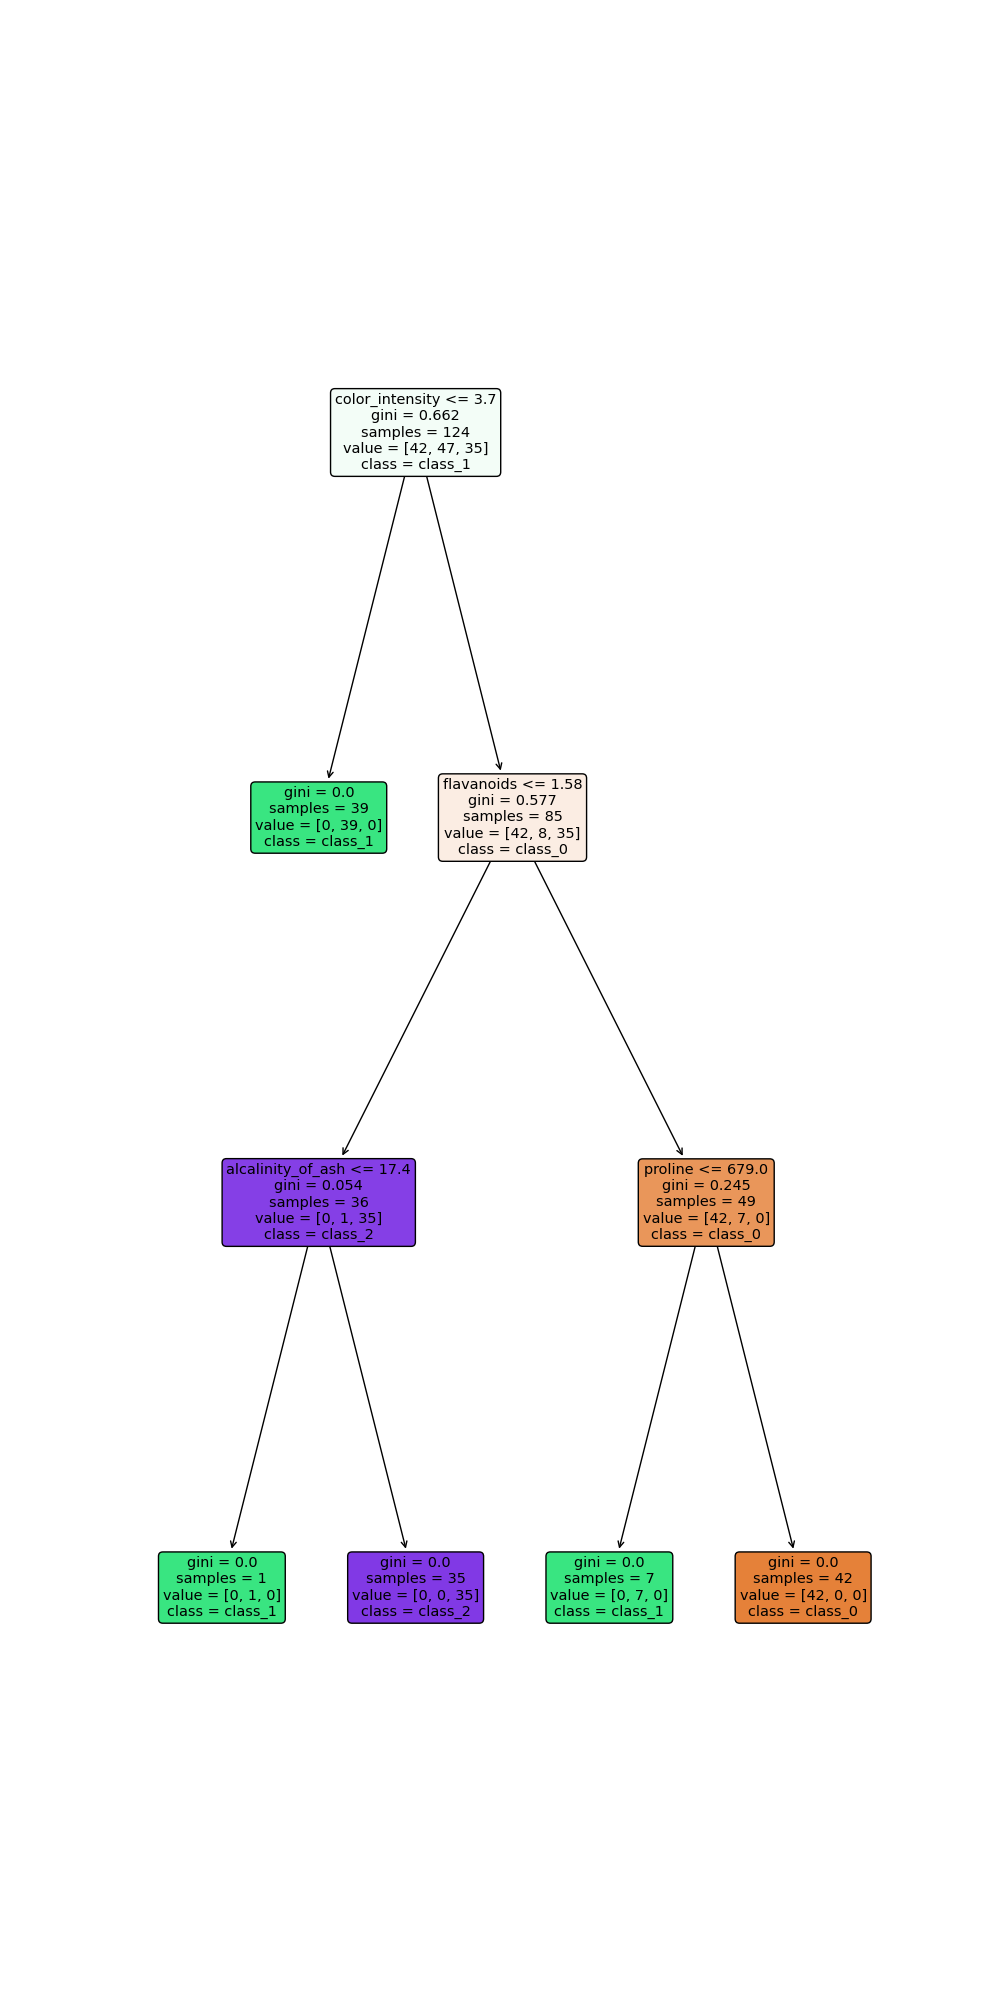 color_intensity <= 3.7
gini = 0.662
samples = 124
value = [42, 47, 35]
class = class_1
gini = 0.0
samples = 39
value = [0, 39, 0]
class = class_1
flavanoids <= 1.58
gini = 0.577
samples = 85
value = [42, 8, 35]
class = class_0
alcalinity_of_ash <= 17.4
gini = 0.054
samples = 36
value = [0, 1, 35]
class = class_2
proline <= 679.0
gini = 0.245
samples = 49
value = [42, 7, 0]
class = class_0
gini = 0.0
samples = 1
value = [0, 1, 0]
class = class_1
gini = 0.0
samples = 35
value = [0, 0, 35]
class = class_2
gini = 0.0
samples = 7
value = [0, 7, 0]
class = class_1
gini = 0.0
samples = 42
value = [42, 0, 0]
class = class_0